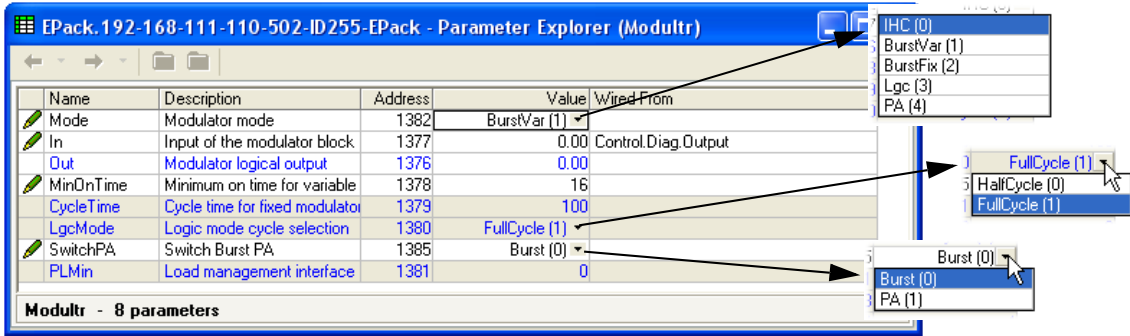 EPack.192-168-111-110-502-ID255-EPack - Parameter Explorer (Modultr)
Name Description Address Value Wired From
Mode Modulator mode 1382 BurstVar (1)
In Input of the modulator block 1377 0.00 Control.Diag.Output
Out Modulator logical output 1376 0.00
MinOnTime Minimum on time for variable 1378 16
CycleTime Cycle time for fixed modulator 1379 100
LgcMode Logic mode cycle selection 1380 FullCycle (1)
SwitchPA Switch Burst PA 1385 Burst (0)
PLMin Load management interface 1381 0
Modultr - 8 parameters
IHC (0)
BurstVar (1)
BurstFix (2)
Lgc (3)
PA (4)
FullCycle (1)
HalfCycle (0)
FullCycle (1)
Burst (0)
Burst (0)
PA (1)